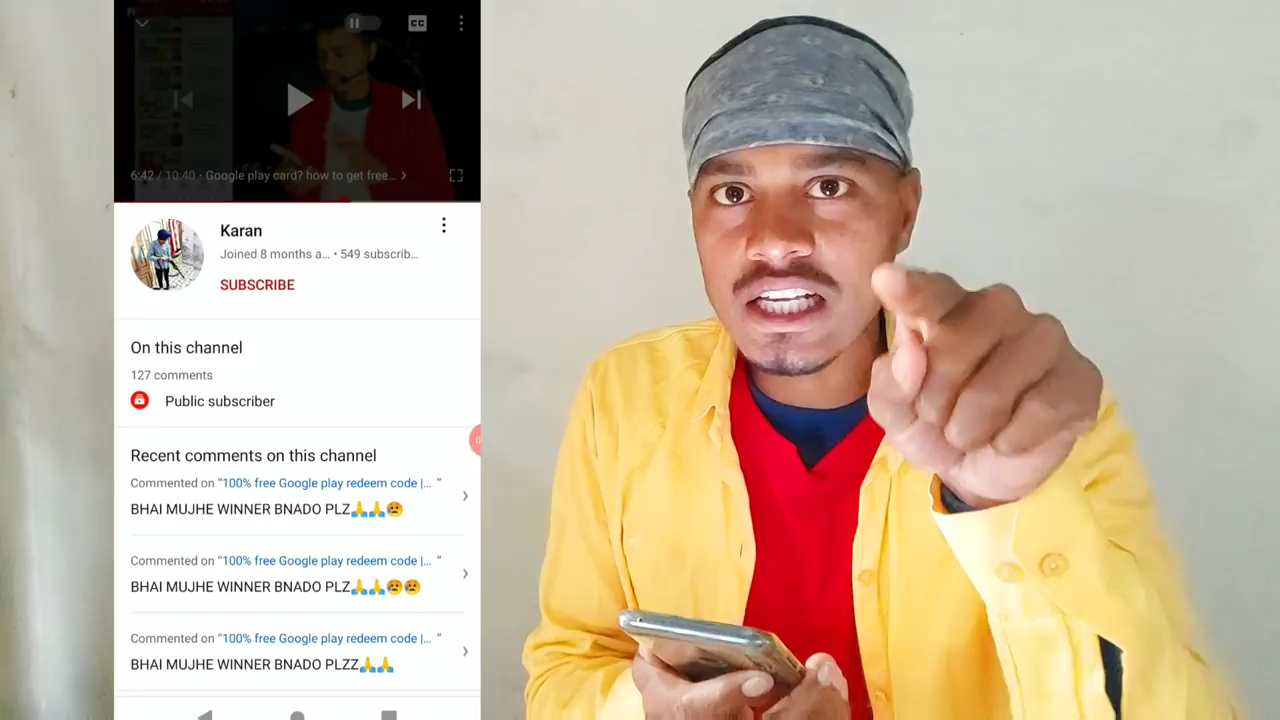 CC
6:42 / 10:40 · Google play card? how to get free...
Karan
Joined 8 months a... · 549 subscrib...
SUBSCRIBE
On this channel
127 comments
Public subscriber
Recent comments on this channel
Commented on “100% free Google play redeem code |... ”
BHAI MUJHE WINNER BNADO PLZ🙏🙏😥
Commented on “100% free Google play redeem code |... ”
BHAI MUJHE WINNER BNADO PLZ🙏🙏😥😥
Commented on “100% free Google play redeem code |... ”
BHAI MUJHE WINNER BNADO PLZZ🙏🙏